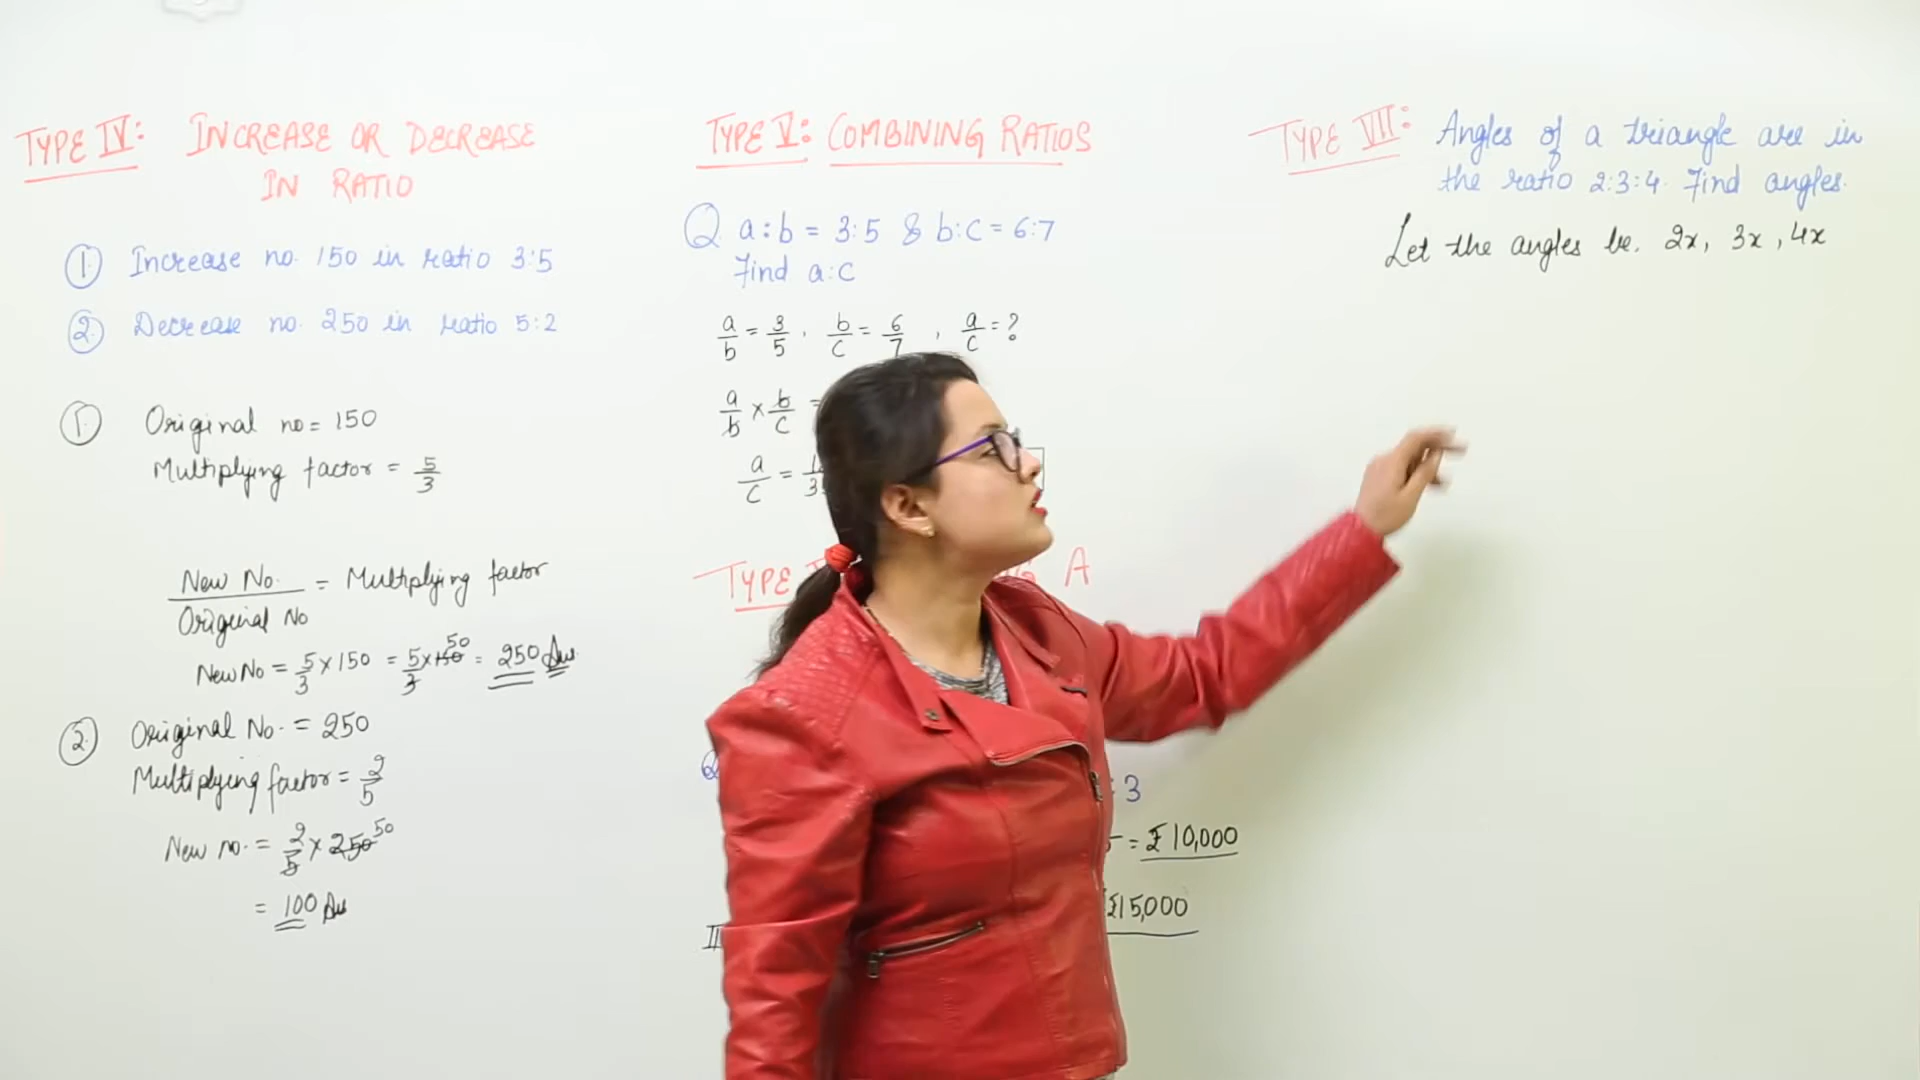 TYPE IV: INCREASE OR DECREASE
IN RATIO
① Increase no. 150 in ratio 3:5
② Decrease no. 250 in ratio 5:2
① Original no = 150
Multiplying factor = 5/3
New No. / Original No = Multiplying factor
New No = 5/3 × 150 = 5/3 × 150 50 = 250 Ans
② Original No. = 250
Multiplying factor = 2/5
New no. = 2/5 × 250 50
= 100 Ans
TYPE V: COMBINING RATIOS
Q a:b = 3:5 & b:c = 6:7
Find a:c
a/b = 3/5, b/c = 6/7, a/c = ?
a/b × b/c =
a/c =
TYPE A
: 3
= ₹10,000
₹15,000
TYPE VII: Angles of a triangle are in
the ratio 2:3:4. Find angles.
Let the angles be. 2x, 3x, 4x